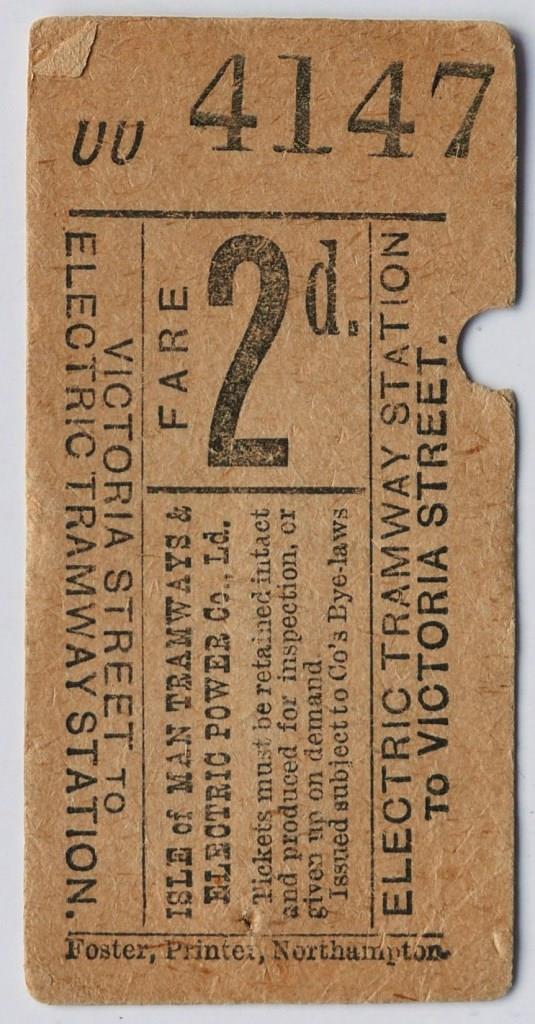 UU 4147
VICTORIA STREET TO
ELECTRIC TRAMWAY STATION.
FARE
2d.
ISLE of MAN TRAMWAYS &
ELECTRIC POWER Co., Ld.
Tickets must be retained intact
and produced for inspection, or
given up on demand.
Issued subject to Co's Bye-laws
ELECTRIC TRAMWAY STATION
TO VICTORIA STREET.
Foster, Printer, Northampton.